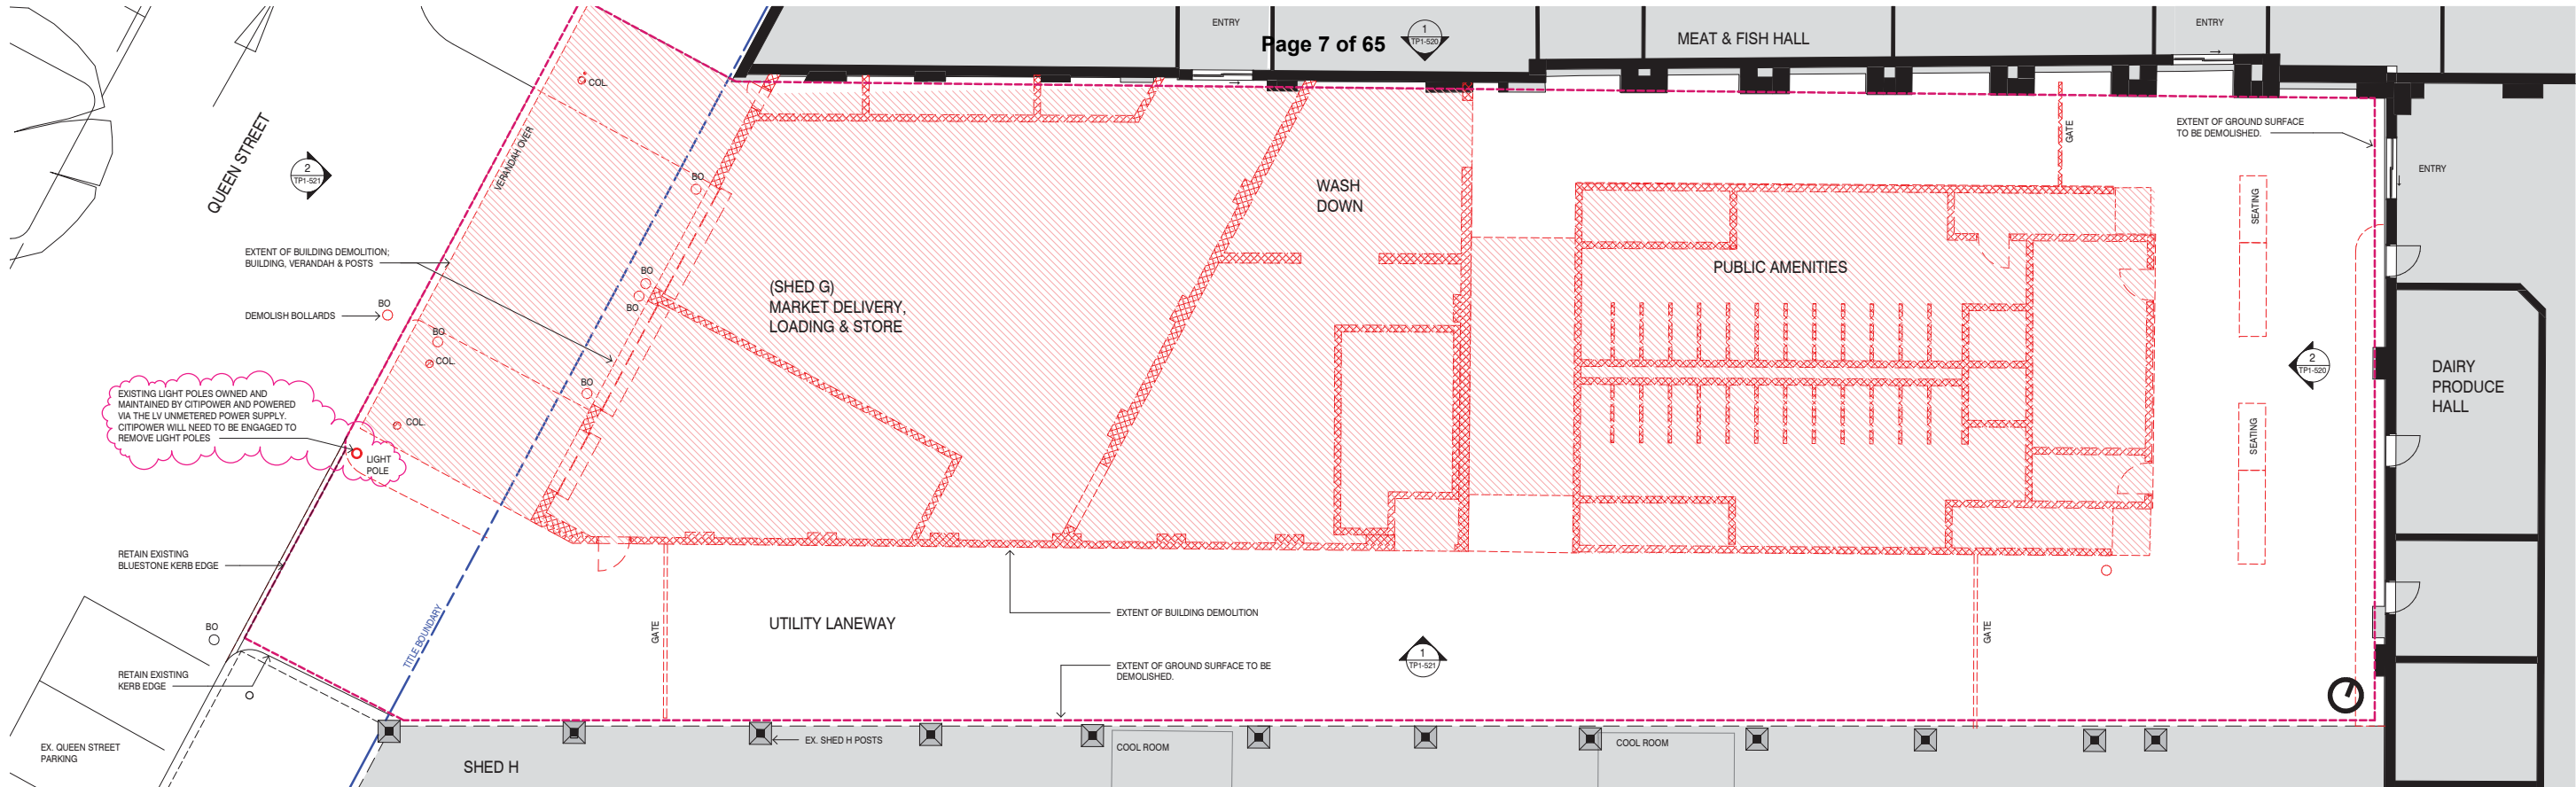 ENTRY
Page 7 of 65
1
TP1-520
MEAT & FISH HALL
ENTRY
COL.
QUEEN STREET
VERANDAH OVER
2
TP1-521
BO
WASH
DOWN
GATE
EXTENT OF GROUND SURFACE
TO BE DEMOLISHED.
ENTRY
SEATING
EXTENT OF BUILDING DEMOLITION;
BUILDING, VERANDAH & POSTS
BO
BO
(SHED G)
MARKET DELIVERY,
LOADING & STORE
PUBLIC AMENITIES
BO
DEMOLISH BOLLARDS
BO
COL.
BO
2
TP1-520
DAIRY
PRODUCE
HALL
EXISTING LIGHT POLES OWNED AND
MAINTAINED BY CITIPOWER AND POWERED
VIA THE LV UNMETERED POWER SUPPLY.
CITIPOWER WILL NEED TO BE ENGAGED TO
REMOVE LIGHT POLES
COL.
SEATING
LIGHT
POLE
RETAIN EXISTING
BLUESTONE KERB EDGE
TITLE BOUNDARY
BO
GATE
UTILITY LANEWAY
EXTENT OF BUILDING DEMOLITION
GATE
1
TP1-521
EXTENT OF GROUND SURFACE TO BE
DEMOLISHED.
RETAIN EXISTING
KERB EDGE
EX. QUEEN STREET
PARKING
EX. SHED H POSTS
SHED H
COOL ROOM
COOL ROOM